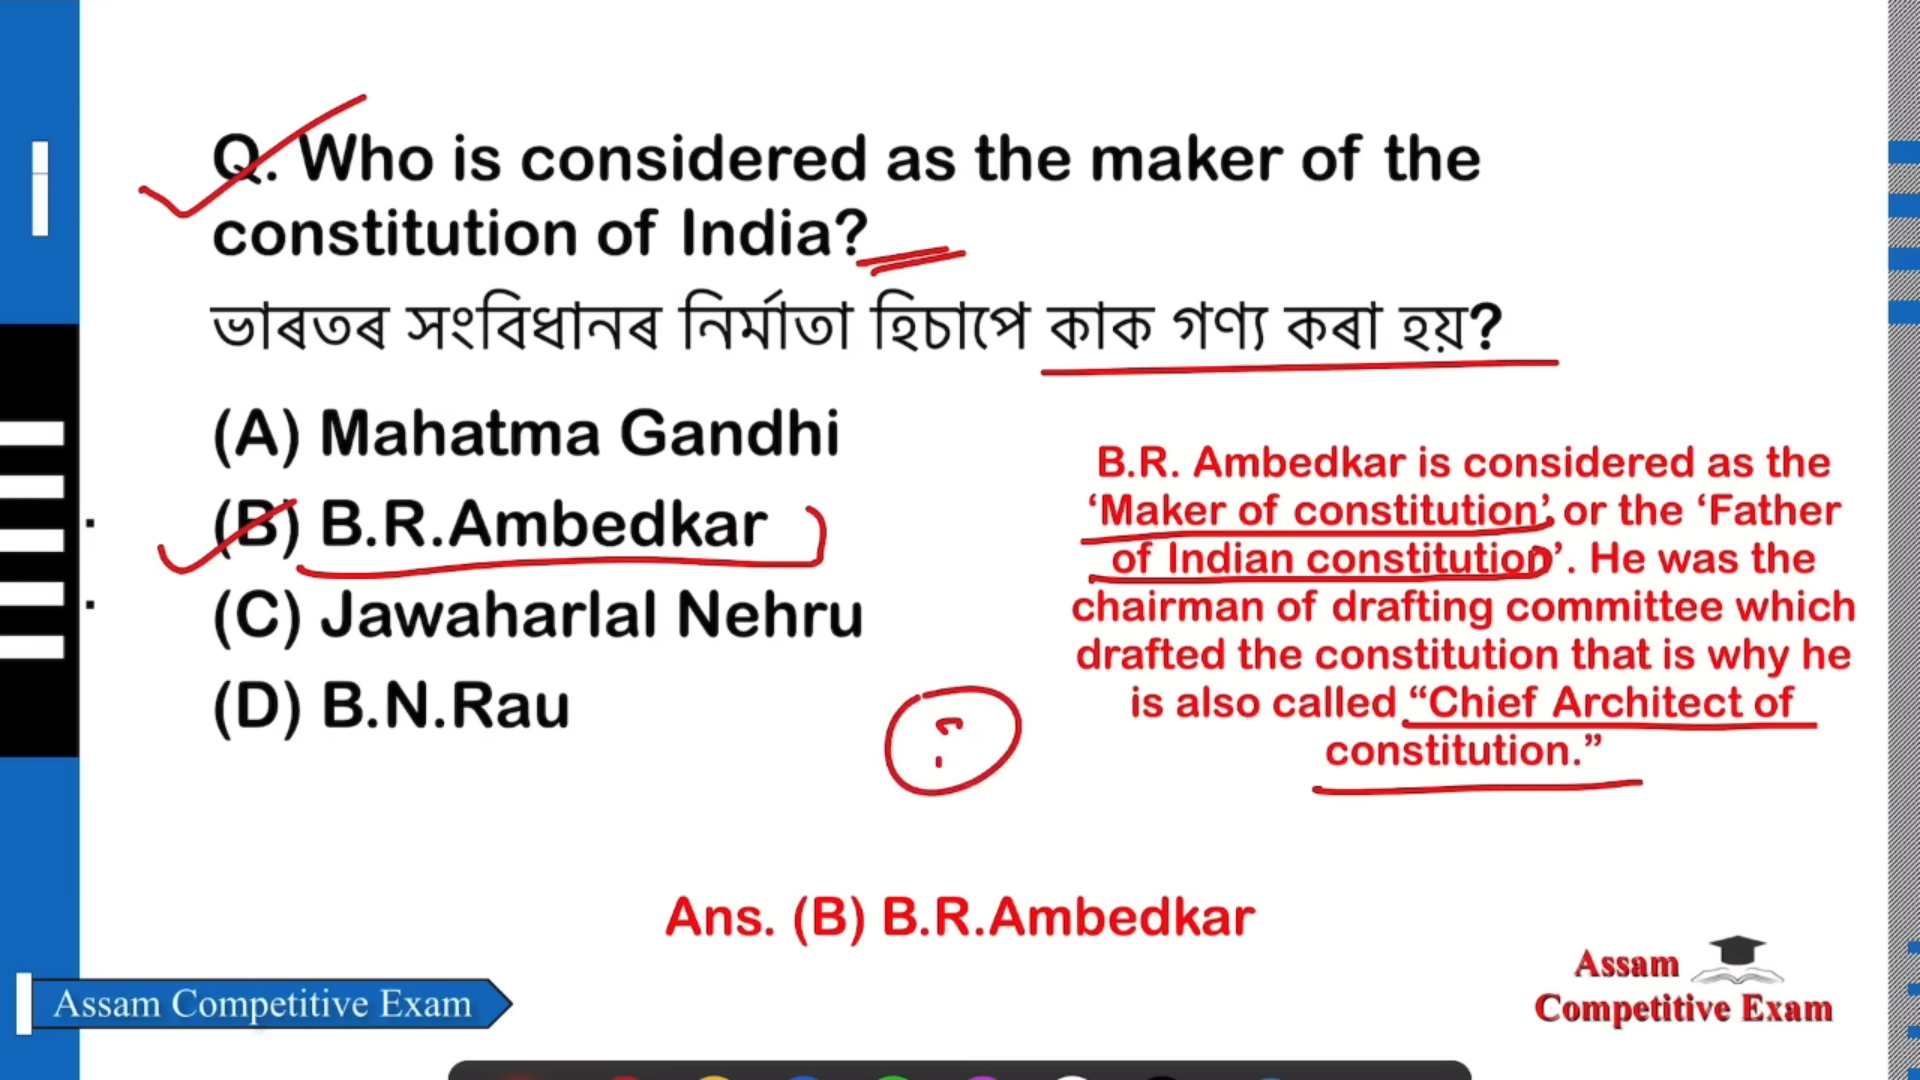 Q. Who is considered as the maker of the
constitution of India?
ভাৰতৰ সংবিধানৰ নিৰ্মাতা হিচাপে কাক গণ্য কৰা হয়?
(A) Mahatma Gandhi
(B) B.R.Ambedkar
(C) Jawaharlal Nehru
(D) B.N.Rau
B.R. Ambedkar is considered as the
‘Maker of constitution’, or the ‘Father
of Indian constitution’. He was the
chairman of drafting committee which
drafted the constitution that is why he
is also called “Chief Architect of
constitution.”
?
Ans. (B) B.R.Ambedkar
Assam Competitive Exam
Assam
Competitive Exam